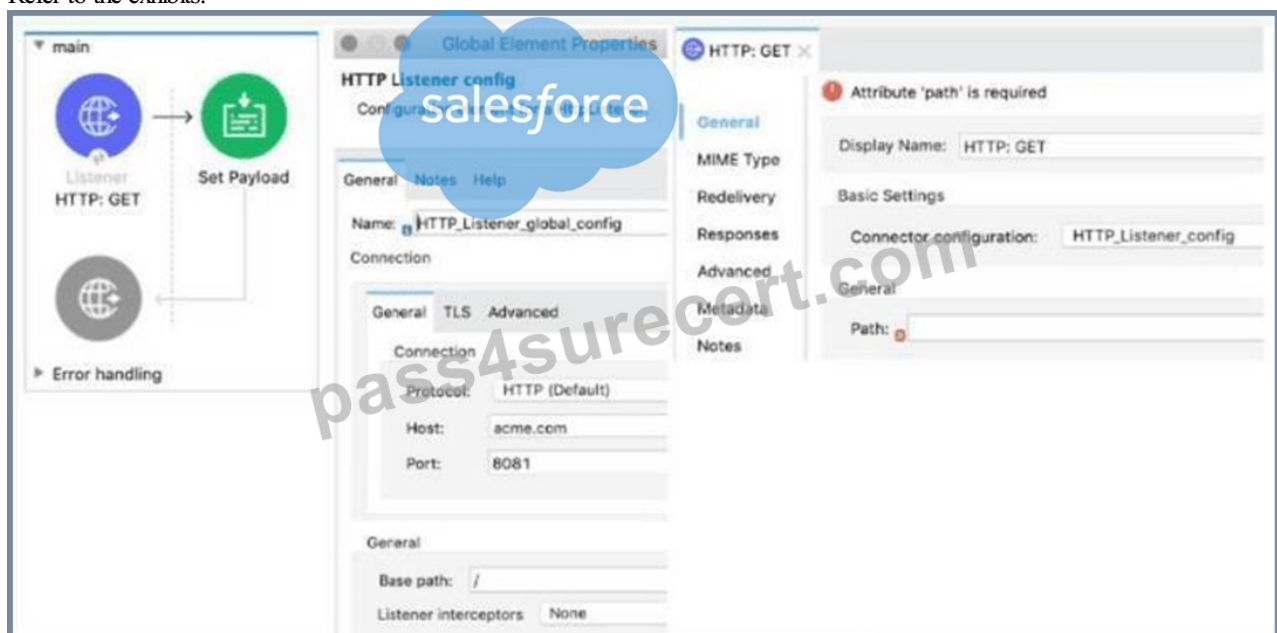 Refer to the exhibits.
main
Listener
HTTP: GET
Set Payload
Error handling
Global Element Properties
HTTP Listener config
salesforce
General Notes Help
Name: HTTP_Listener_global_config
Connection
General TLS Advanced
Connection
Protocol: HTTP (Default)
Host: acme.com
Port: 8081
General
Base path: /
Listener interceptors None
HTTP: GET
General
MIME Type
Redelivery
Responses
Advanced
Metadata
Notes
Attribute 'path' is required
Display Name: HTTP: GET
Basic Settings
Connector configuration: HTTP_Listener_config
General
Path:
pass4surecert.com